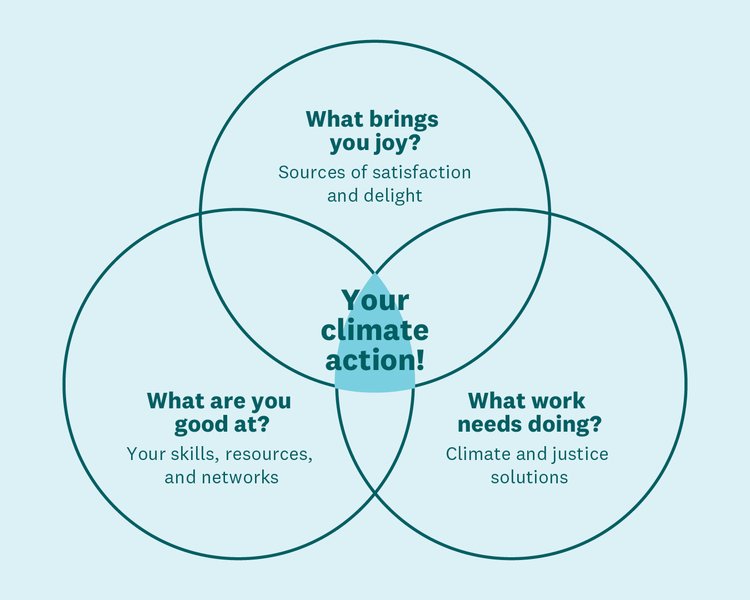 What brings
you joy?
Sources of satisfaction
and delight
Your
climate
action!
What are you
good at?
Your skills, resources,
and networks
What work
needs doing?
Climate and justice
solutions